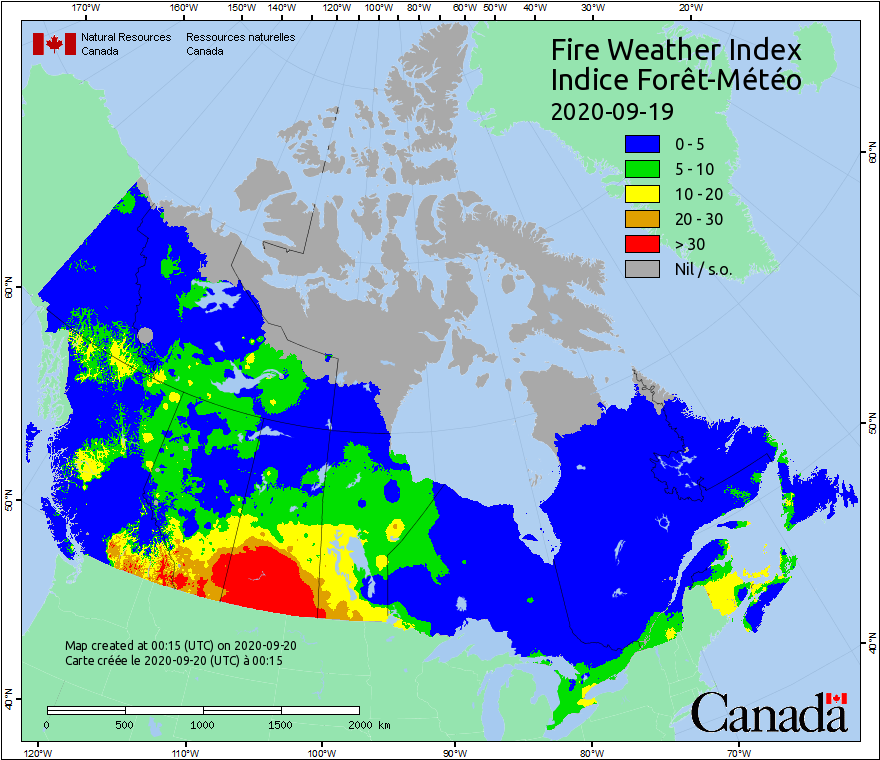 170°W 160°W 150°W 140°W 130°W 120°W 110°W 100°W 90°W 80°W 70°W 60°W 50°W 40°W 30°W 20°W
Natural Resources Ressources naturelles
Canada Canada
Fire Weather Index
Indice Forêt-Météo
2020-09-19
0 - 5
5 - 10
10 - 20
20 - 30
> 30
Nil / s.o.
60°N
60°N
50°N
50°N
40°N
40°N
Map created at 00:15 (UTC) on 2020-09-20
Carte créée le 2020-09-20 (UTC) à 00:15
0 500 1000 1500 2000 km
Canada
120°W 110°W 100°W 90°W 80°W 70°W